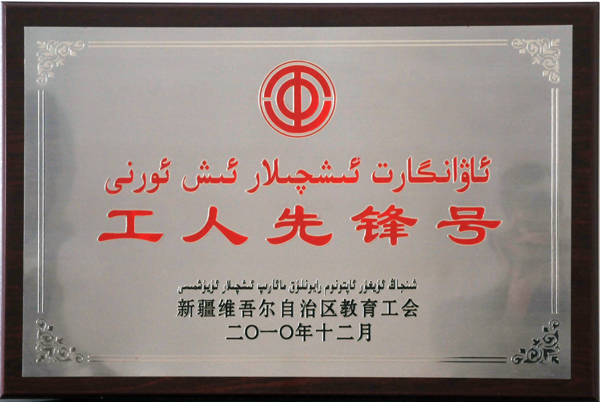 ئاۋانگارت ئىشچىلار ئىش ئورنى
工人先锋号
شىنجاڭ ئۇيغۇر ئاپتونوم رايونلۇق مائارىپ ئىشچىلار ئۇيۇشمىسى
新疆维吾尔自治区教育工会
二〇一〇年十二月